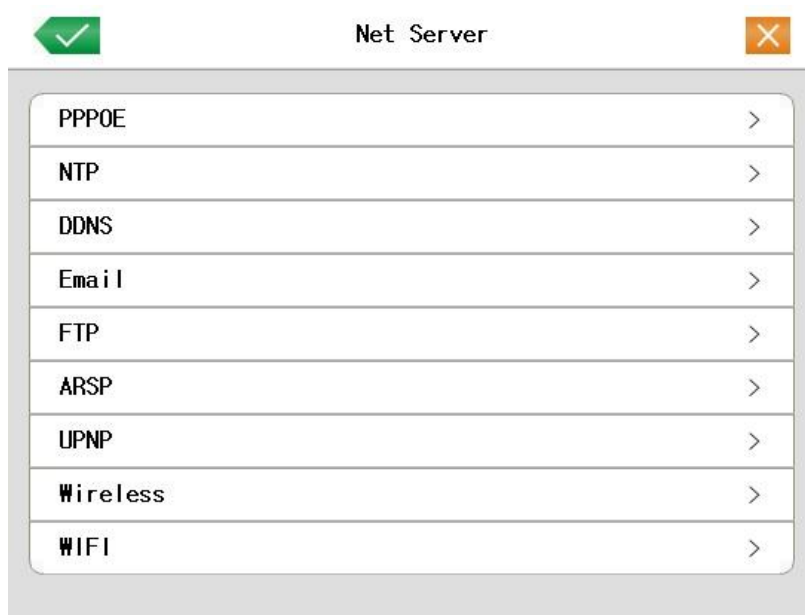 Net Server
PPPOE
NTP
DDNS
Email
FTP
ARSP
UPNP
Wireless
WIFI